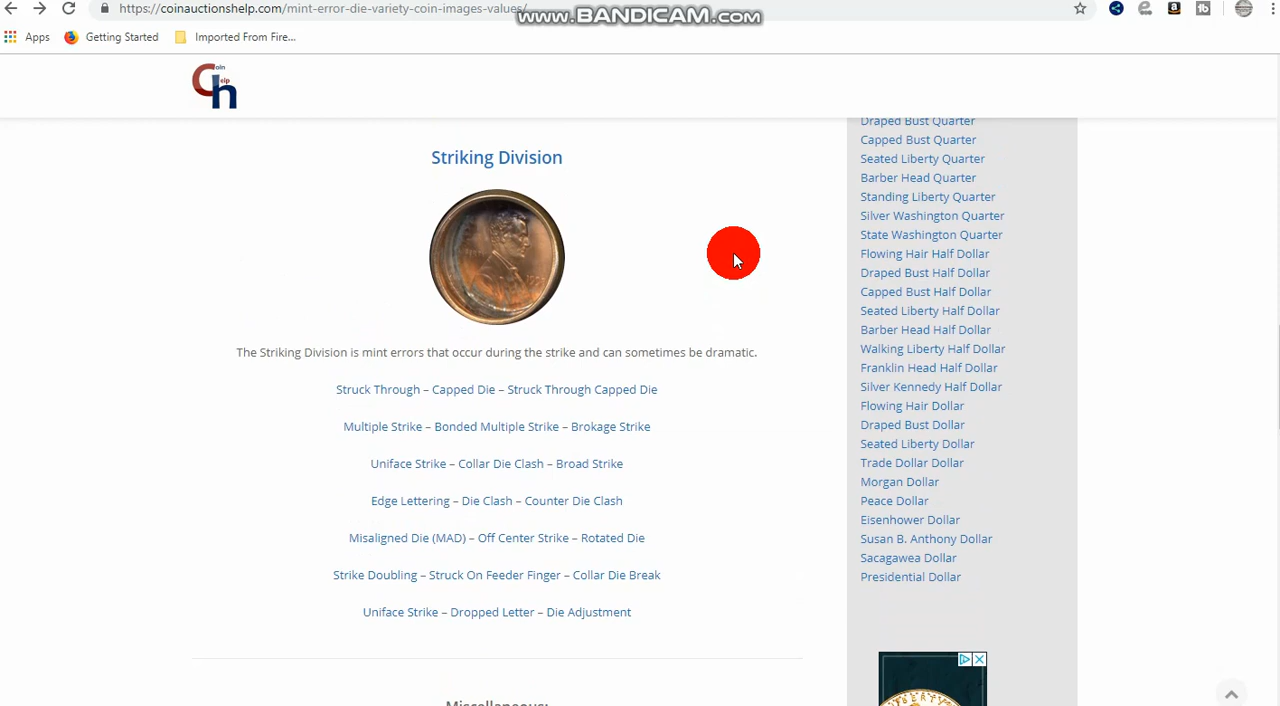 https://coinauctionshelp.com/mint-error-die-variety-coin-images-values/
www.BANDICAM.com
Apps
Getting Started
Imported From Fire...
Coin
Help
Striking Division
The Striking Division is mint errors that occur during the strike and can sometimes be dramatic.
Struck Through – Capped Die – Struck Through Capped Die
Multiple Strike – Bonded Multiple Strike – Brokage Strike
Uniface Strike – Collar Die Clash – Broad Strike
Edge Lettering – Die Clash – Counter Die Clash
Misaligned Die (MAD) – Off Center Strike – Rotated Die
Strike Doubling – Struck On Feeder Finger – Collar Die Break
Uniface Strike – Dropped Letter – Die Adjustment
Miscellaneous:
Draped Bust Quarter
Capped Bust Quarter
Seated Liberty Quarter
Barber Head Quarter
Standing Liberty Quarter
Silver Washington Quarter
State Washington Quarter
Flowing Hair Half Dollar
Draped Bust Half Dollar
Capped Bust Half Dollar
Seated Liberty Half Dollar
Barber Head Half Dollar
Walking Liberty Half Dollar
Franklin Head Half Dollar
Silver Kennedy Half Dollar
Flowing Hair Dollar
Draped Bust Dollar
Seated Liberty Dollar
Trade Dollar Dollar
Morgan Dollar
Peace Dollar
Eisenhower Dollar
Susan B. Anthony Dollar
Sacagawea Dollar
Presidential Dollar